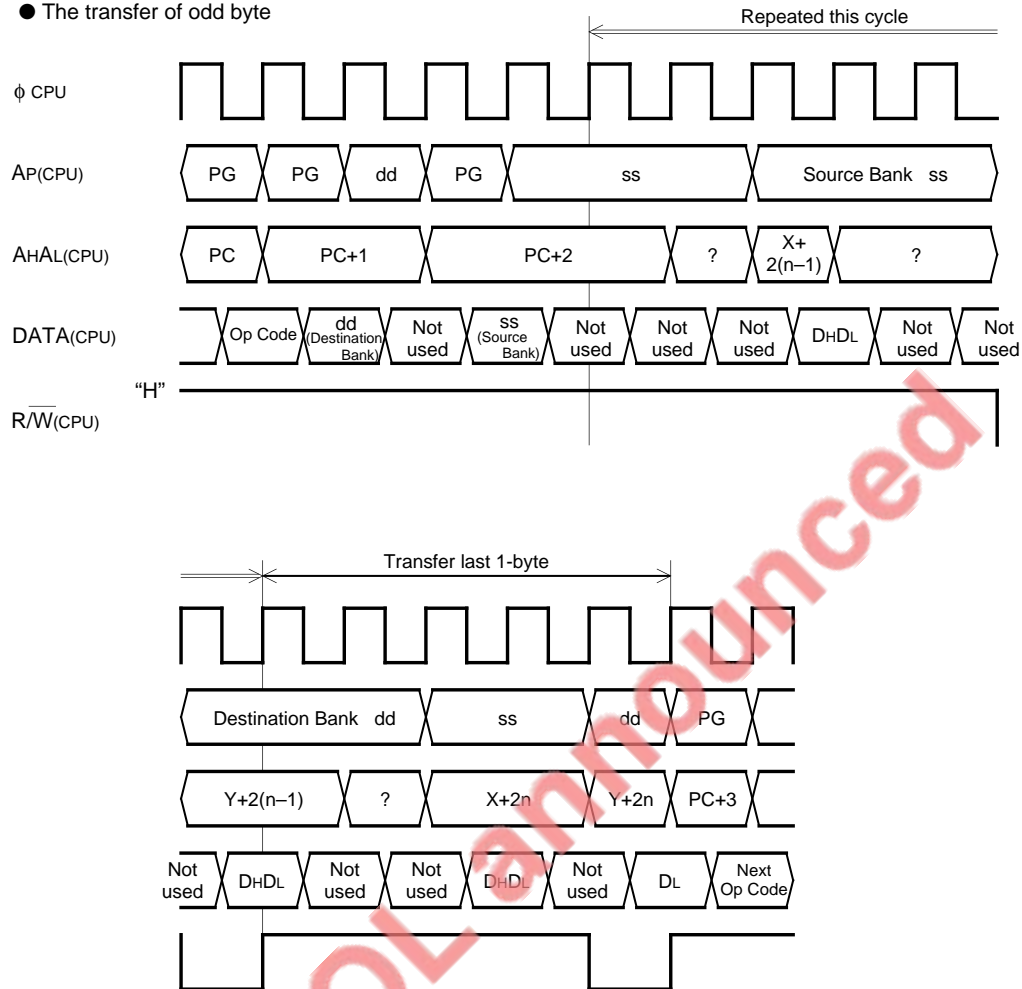 ● The transfer of odd byte
Repeated this cycle
ϕ CPU
AP(CPU) PG PG dd PG ss Source Bank ss
AHAL(CPU) PC PC+1 PC+2 ? X+ 2(n–1) ?
DATA(CPU) Op Code dd (Destination Bank) Not used ss (Source Bank) Not used Not used Not used DHDL Not used Not used
“H”
R/W̅(CPU)
Transfer last 1-byte
Destination Bank dd ss dd PG
Y+2(n–1) ? X+2n Y+2n PC+3
Not used DHDL Not used Not used DHDL Not used DL Next Op Code
OL announced